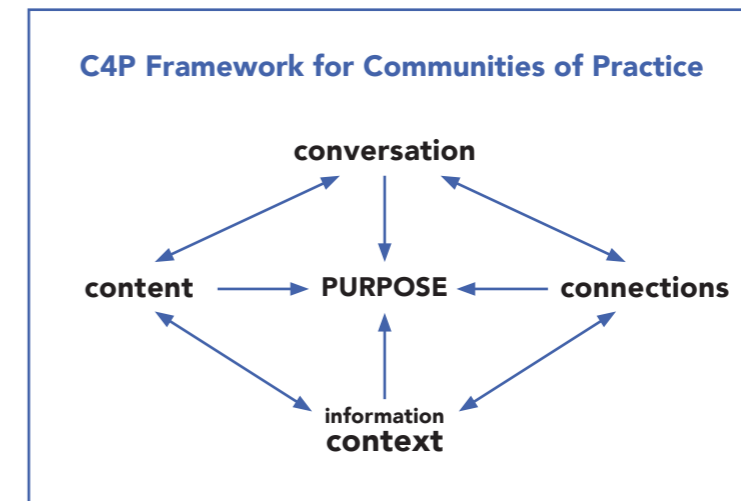 C4P Framework for Communities of Practice
conversation
content
PURPOSE
connections
information
context